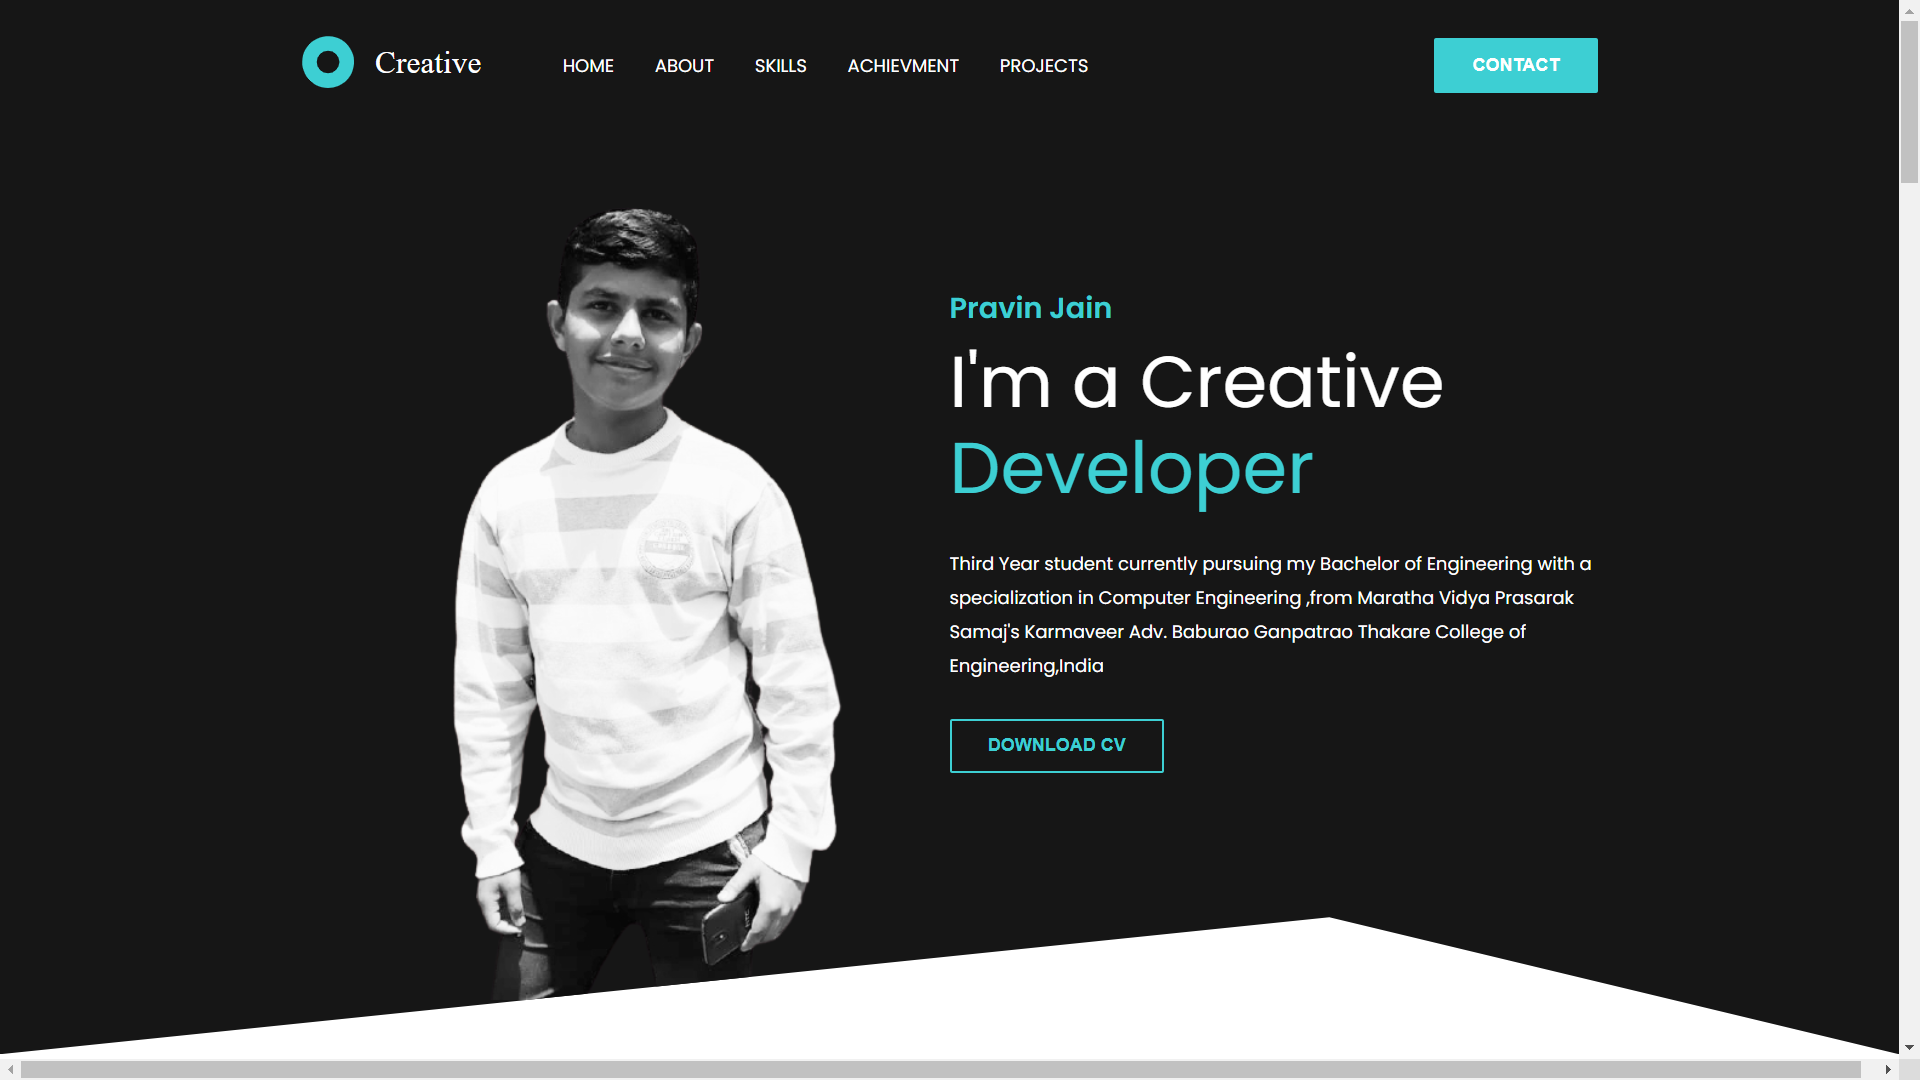 Creative
HOME
ABOUT
SKILLS
ACHIEVMENT
PROJECTS
CONTACT
Pravin Jain
I'm a Creative
Developer
Third Year student currently pursuing my Bachelor of Engineering with a
specialization in Computer Engineering ,from Maratha Vidya Prasarak
Samaj's Karmaveer Adv. Baburao Ganpatrao Thakare College of
Engineering,India
DOWNLOAD CV